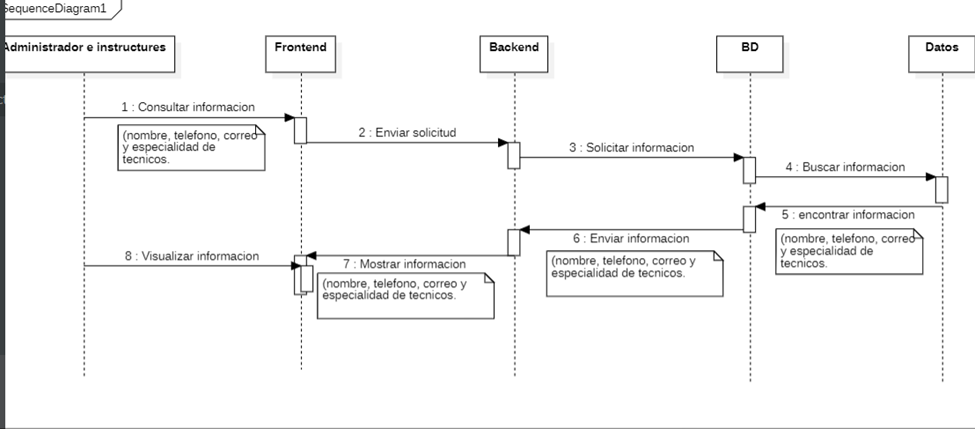 SequenceDiagram1
Administrador e instructures
Frontend
Backend
BD
Datos
1 : Consultar informacion
(nombre, telefono, correo
y especialidad de
tecnicos.
2 : Enviar solicitud
3 : Solicitar informacion
4 : Buscar informacion
5 : encontrar informacion
(nombre, telefono, correo
y especialidad de
tecnicos.
6 : Enviar informacion
(nombre, telefono, correo y
especialidad de tecnicos.
7 : Mostrar informacion
(nombre, telefono, correo y
especialidad de tecnicos.
8 : Visualizar informacion